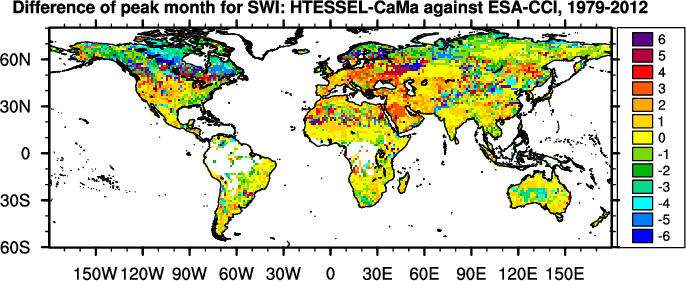 Difference of peak month for SWI: HTESSEL-CaMa against ESA-CCI, 1979-2012
60N
30N
0
30S
60S
150W 120W 90W 60W 30W 0 30E 60E 90E 120E 150E
6
5
4
3
2
1
0
-1
-2
-3
-4
-5
-6